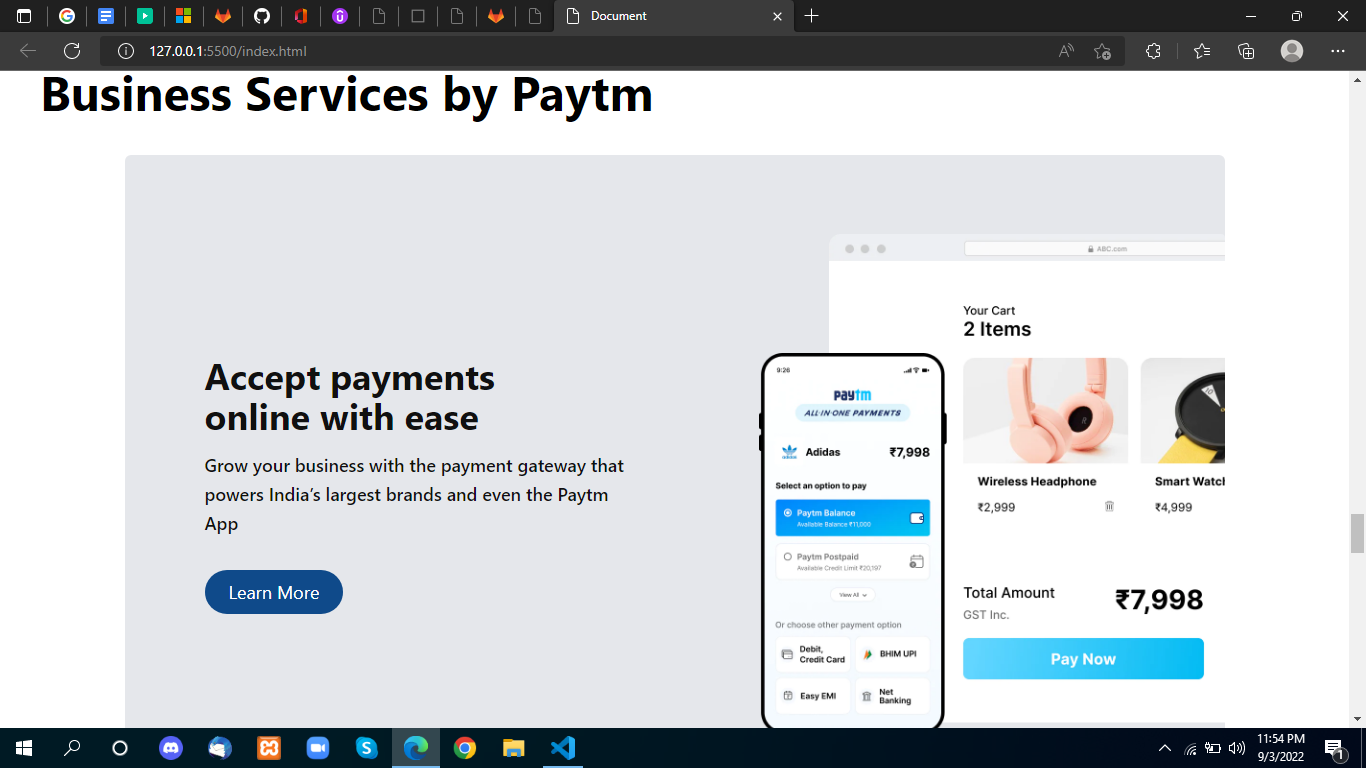 Document
127.0.0.1:5500/index.html
Business Services by Paytm
ABC.com
Your Cart
2 Items
Accept payments
online with ease
Grow your business with the payment gateway that
powers India’s largest brands and even the Paytm
App
Learn More
9:26
paytm
ALL-IN-ONE PAYMENTS
Adidas ₹7,998
Select an option to pay
Paytm Balance
Available Balance ₹11,000
Paytm Postpaid
Available Credit Limit ₹20,197
View All
Or choose other payment option
Debit,
Credit Card
BHIM UPI
Easy EMI
Net
Banking
Wireless Headphone
₹2,999
Smart Watch
₹4,999
Total Amount ₹7,998
GST Inc.
Pay Now
11:54 PM
9/3/2022
1